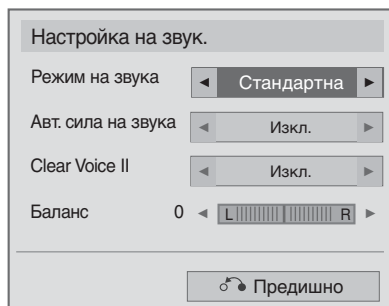 Настройка на звук.
Режим на звука ◄ Стандартна ►
Авт. сила на звука ◄ Изкл. ►
Clear Voice II ◄ Изкл. ►
Баланс 0 ◄ L R ►
Предишно